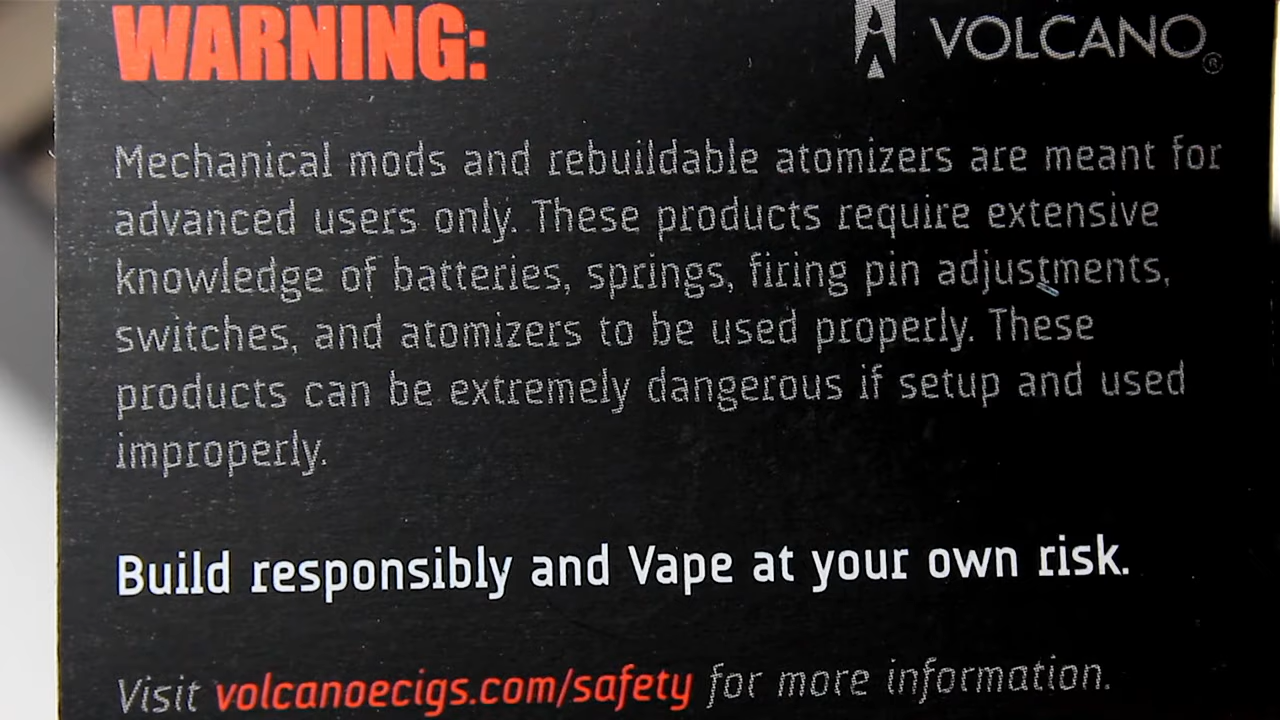 WARNING:
VOLCANO®
Mechanical mods and rebuildable atomizers are meant for
advanced users only. These products require extensive
knowledge of batteries, springs, firing pin adjustments,
switches, and atomizers to be used properly. These
products can be extremely dangerous if setup and used
improperly.
Build responsibly and Vape at your own risk.
Visit volcanoecigs.com/safety for more information.